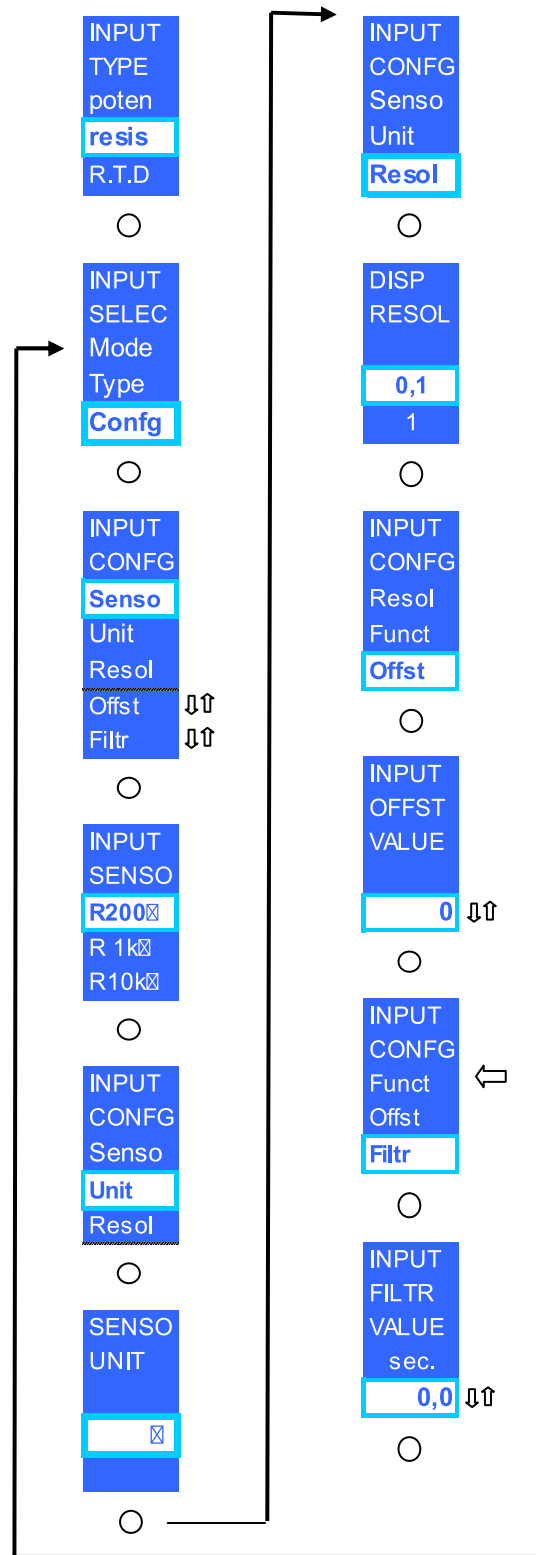 INPUT
TYPE
poten
resis
R.T.D
INPUT
SELEC
Mode
Type
Confg
INPUT
CONFG
Senso
Unit
Resol
Offst ⇩⇧
Filtr ⇩⇧
INPUT
SENSO
R200☒
R 1k☒
R10k☒
INPUT
CONFG
Senso
Unit
Resol
SENSO
UNIT
☒
INPUT
CONFG
Senso
Unit
Resol
DISP
RESOL
0,1
1
INPUT
CONFG
Resol
Funct
Offst
INPUT
OFFST
VALUE
0 ⇩⇧
INPUT
CONFG
Funct ⇦
Offst
Filtr
INPUT
FILTR
VALUE
sec.
0,0 ⇩⇧